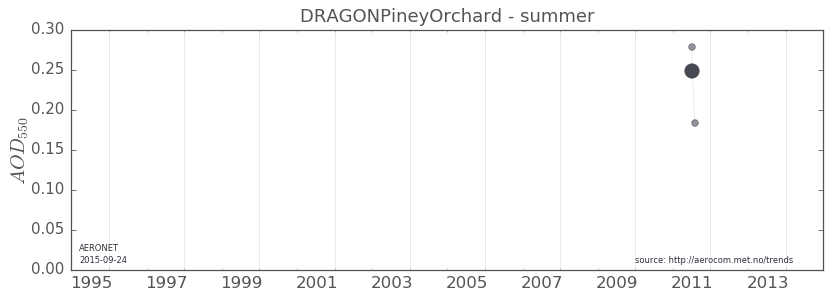 DRAGONPineyOrchard - summer
0.30
0.25
0.20
0.15
0.10
0.05
0.00
AOD550
AERONET
2015-09-24
source: http://aerocom.met.no/trends
1995 1997 1999 2001 2003 2005 2007 2009 2011 2013